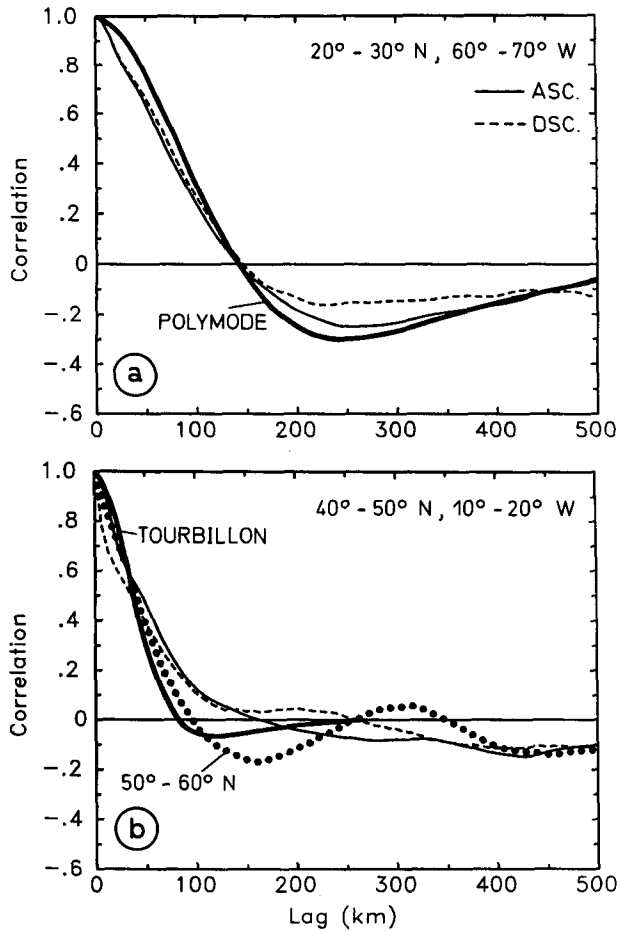 1.0
.8
.6
.4
.2
0
-.2
-.4
-.6
Correlation
20° - 30° N , 60° - 70° W
ASC.
DSC.
POLYMODE
a
0 100 200 300 400 500
1.0
.8
.6
.4
.2
0
-.2
-.4
-.6
Correlation
40° - 50° N , 10° - 20° W
TOURBILLON
50° - 60° N
b
0 100 200 300 400 500
Lag (km)